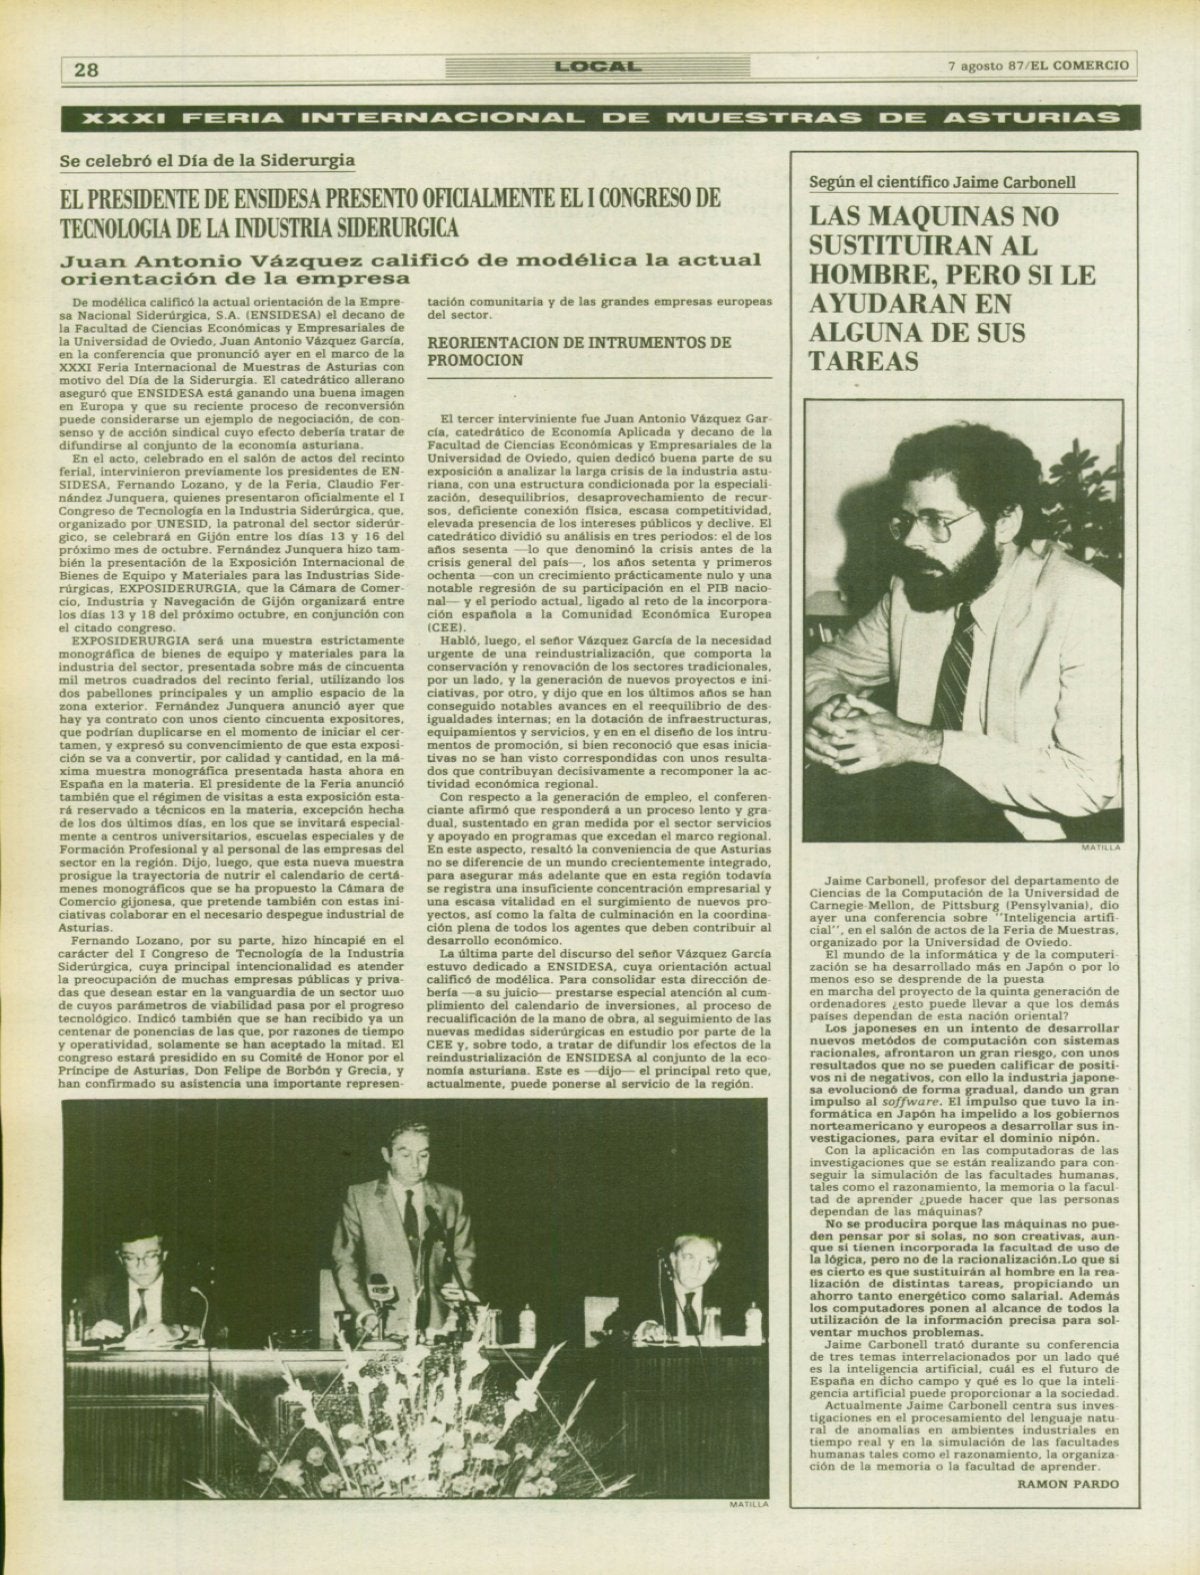 28
LOCAL
7 agosto 87/EL COMERCIO
XXXI FERIA INTERNACIONAL DE MUESTRAS DE ASTURIAS
Se celebró el Día de la Siderurgia
EL PRESIDENTE DE ENSIDESA PRESENTO OFICIALMENTE EL I CONGRESO DE
TECNOLOGIA DE LA INDUSTRIA SIDERURGICA
Juan Antonio Vázquez calificó de modélica la actual
orientación de la empresa
De modélica calificó la actual orientación de la Empre-
sa Nacional Siderúrgica, S.A. (ENSIDESA) el decano de
la Facultad de Ciencias Económicas y Empresariales de
la Universidad de Oviedo, Juan Antonio Vázquez García,
en la conferencia que pronunció ayer en el marco de la
XXXI Feria Internacional de Muestras de Asturias con
motivo del Día de la Siderurgia. El catedrático allerano
aseguró que ENSIDESA está ganando una buena imagen
en Europa y que su reciente proceso de reconversión
puede considerarse un ejemplo de negociación, de con-
senso y de acción sindical cuyo efecto debería tratar de
difundirse al conjunto de la economía asturiana.
En el acto, celebrado en el salón de actos del recinto
ferial, intervinieron previamente los presidentes de EN-
SIDESA, Fernando Lozano, y de la Feria, Claudio Fer-
nández Junquera, quienes presentaron oficialmente el I
Congreso de Tecnología en la Industria Siderúrgica, que,
organizado por UNESID, la patronal del sector siderúr-
gico, se celebrará en Gijón entre los días 13 y 16 del
próximo mes de octubre. Fernández Junquera hizo tam-
bién la presentación de la Exposición Internacional de
Bienes de Equipo y Materiales para las Industrias Side-
rúrgicas, EXPOSIDERURGIA, que la Cámara de Comer-
cio, Industria y Navegación de Gijón organizará entre
los días 13 y 18 del próximo octubre, en conjunción con
el citado congreso.
EXPOSIDERURGIA será una muestra estrictamente
monográfica de bienes de equipo y materiales para la
industria del sector, presentada sobre más de cincuenta
mil metros cuadrados del recinto ferial, utilizando los
dos pabellones principales y un amplio espacio de la
zona exterior. Fernández Junquera anunció ayer que
hay ya contrato con unos ciento cincuenta expositores,
que podrían duplicarse en el momento de iniciar el cer-
tamen, y expresó su convencimiento de que esta exposi-
ción se va a convertir, por calidad y cantidad, en la má-
xima muestra monográfica presentada hasta ahora en
España en la materia. El presidente de la Feria anunció
también que el régimen de visitas a esta exposición esta-
rá reservado a técnicos en la materia, excepción hecha
de los dos últimos días, en los que se invitará especial-
mente a centros universitarios, escuelas especiales y de
Formación Profesional y al personal de las empresas del
sector en la región. Dijo, luego, que esta nueva muestra
prosigue la trayectoria de nutrir el calendario de certá-
menes monográficos que se ha propuesto la Cámara de
Comercio gijonesa, que pretende también con estas ini-
ciativas colaborar en el necesario despegue industrial de
Asturias.
Fernando Lozano, por su parte, hizo hincapié en el
carácter del I Congreso de Tecnología de la Industria
Siderúrgica, cuya principal intencionalidad es atender
la preocupación de muchas empresas públicas y priva-
das que desean estar en la vanguardia de un sector uno
de cuyos parámetros de viabilidad pasa por el progreso
tecnológico. Indicó también que se han recibido ya un
centenar de ponencias de las que, por razones de tiempo
y operatividad, solamente se han aceptado la mitad. El
congreso estará presidido en su Comité de Honor por el
Príncipe de Asturias, Don Felipe de Borbón y Grecia, y
han confirmado su asistencia una importante represen-
tación comunitaria y de las grandes empresas europeas
del sector.
REORIENTACION DE INTRUMENTOS DE
PROMOCION
El tercer interviniente fue Juan Antonio Vázquez Gar-
cía, catedrático de Economía Aplicada y decano de la
Facultad de Ciencias Económicas y Empresariales de la
Universidad de Oviedo, quien dedicó buena parte de su
exposición a analizar la larga crisis de la industria astu-
riana, con una estructura condicionada por la especiali-
zación, desequilibrios, desaprovechamiento de recur-
sos, deficiente conexión física, escasa competitividad,
elevada presencia de los intereses públicos y declive. El
catedrático dividió su análisis en tres periodos: el de los
años sesenta —lo que denominó la crisis antes de la
crisis general del país—, los años setenta y primeros
ochenta —con un crecimiento prácticamente nulo y una
notable regresión de su participación en el PIB nacio-
nal— y el periodo actual, ligado al reto de la incorpora-
ción española a la Comunidad Económica Europea
(CEE).
Habló, luego, el señor Vázquez García de la necesidad
urgente de una reindustrialización, que comporta la
conservación y renovación de los sectores tradicionales,
por un lado, y la generación de nuevos proyectos e ini-
ciativas, por otro, y dijo que en los últimos años se han
conseguido notables avances en el reequilibrio de des-
igualdades internas; en la dotación de infraestructuras,
equipamientos y servicios, y en en el diseño de los intru-
mentos de promoción, si bien reconoció que esas inicia-
tivas no se han visto correspondidas con unos resulta-
dos que contribuyan decisivamente a recomponer la ac-
tividad económica regional.
Con respecto a la generación de empleo, el conferen-
ciante afirmó que responderá a un proceso lento y gra-
dual, sustentado en gran medida por el sector servicios
y apoyado en programas que excedan el marco regional.
En este aspecto, resaltó la conveniencia de que Asturias
no se diferencie de un mundo crecientemente integrado,
para asegurar más adelante que en esta región todavía
se registra una insuficiente concentración empresarial y
una escasa vitalidad en el surgimiento de nuevos pro-
yectos, así como la falta de culminación en la coordina-
ción plena de todos los agentes que deben contribuir al
desarrollo económico.
La última parte del discurso del señor Vázquez García
estuvo dedicado a ENSIDESA, cuya orientación actual
calificó de modélica. Para consolidar esta dirección de-
bería —a su juicio— prestarse especial atención al cum-
plimiento del calendario de inversiones, al proceso de
recualificación de la mano de obra, al seguimiento de las
nuevas medidas siderúrgicas en estudio por parte de la
CEE y, sobre todo, a tratar de difundir los efectos de la
reindustrialización de ENSIDESA al conjunto de la eco-
nomía asturiana. Este es —dijo— el principal reto que,
actualmente, puede ponerse al servicio de la región.
MATILLA
Según el científico Jaime Carbonell
LAS MAQUINAS NO
SUSTITUIRAN AL
HOMBRE, PERO SI LE
AYUDARAN EN
ALGUNA DE SUS
TAREAS
MATILLA
Jaime Carbonell, profesor del departamento de
Ciencias de la Computación de la Universidad de
Carnegie-Mellon, de Pittsburg (Pensylvania), dio
ayer una conferencia sobre ''Inteligencia artifi-
cial'', en el salón de actos de la Feria de Muestras,
organizado por la Universidad de Oviedo.
El mundo de la informática y de la computeri-
zación se ha desarrollado más en Japón o por lo
menos eso se desprende de la puesta
en marcha del proyecto de la quinta generación de
ordenadores ¿esto puede llevar a que los demás
países dependan de esta nación oriental?
Los japoneses en un intento de desarrollar
nuevos metódos de computación con sistemas
racionales, afrontaron un gran riesgo, con unos
resultados que no se pueden calificar de positi-
vos ni de negativos, con ello la industria japone-
sa evolucionó de forma gradual, dando un gran
impulso al soffware. El impulso que tuvo la in-
formática en Japón ha impelido a los gobiernos
norteamericano y europeos a desarrollar sus in-
vestigaciones, para evitar el dominio nipón.
Con la aplicación en las computadoras de las
investigaciones que se están realizando para con-
seguir la simulación de las facultades humanas,
tales como el razonamiento, la memoria o la facul-
tad de aprender ¿puede hacer que las personas
dependan de las máquinas?
No se producira porque las máquinas no pue-
den pensar por si solas, no son creativas, aun-
que si tienen incorporada la facultad de uso de
la lógica, pero no de la racionalización.Lo que si
es cierto es que sustituirán al hombre en la rea-
lización de distintas tareas, propiciando un
ahorro tanto energético como salarial. Además
los computadores ponen al alcance de todos la
utilización de la información precisa para sol-
ventar muchos problemas.
Jaime Carbonell trató durante su conferencia
de tres temas interrelacionados por un lado qué
es la inteligencia artificial, cuál es el futuro de
España en dicho campo y qué es lo que la inteli-
gencia artificial puede proporcionar a la sociedad.
Actualmente Jaime Carbonell centra sus inves-
tigaciones en el procesamiento del lenguaje natu-
ral de anomalías en ambientes industriales en
tiempo real y en la simulación de las facultades
humanas tales como el razonamiento, la organiza-
ción de la memoria o la facultad de aprender.
RAMON PARDO